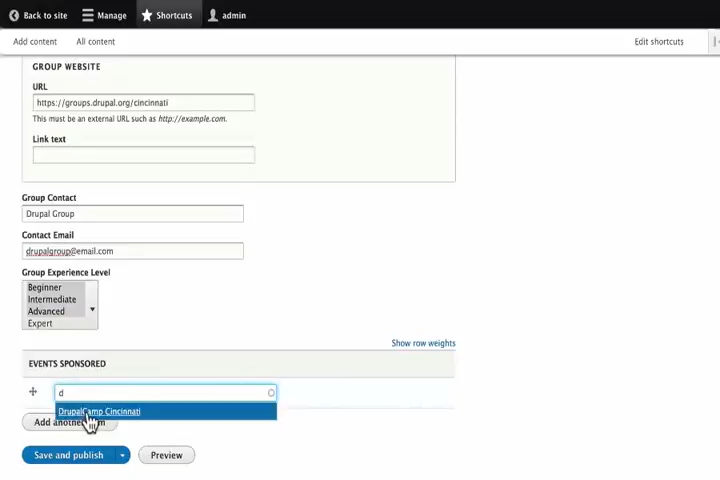 Back to site Manage Shortcuts admin
Add content All content Edit shortcuts
GROUP WEBSITE
URL
https://groups.drupal.org/cincinnati
This must be an external URL such as http://example.com.
Link text
Group Contact
Drupal Group
Contact Email
drupalgroup@email.com
Group Experience Level
Beginner
Intermediate
Advanced
Expert
Show row weights
EVENTS SPONSORED
d
DrupalCamp Cincinnati
Add another
Save and publish Preview